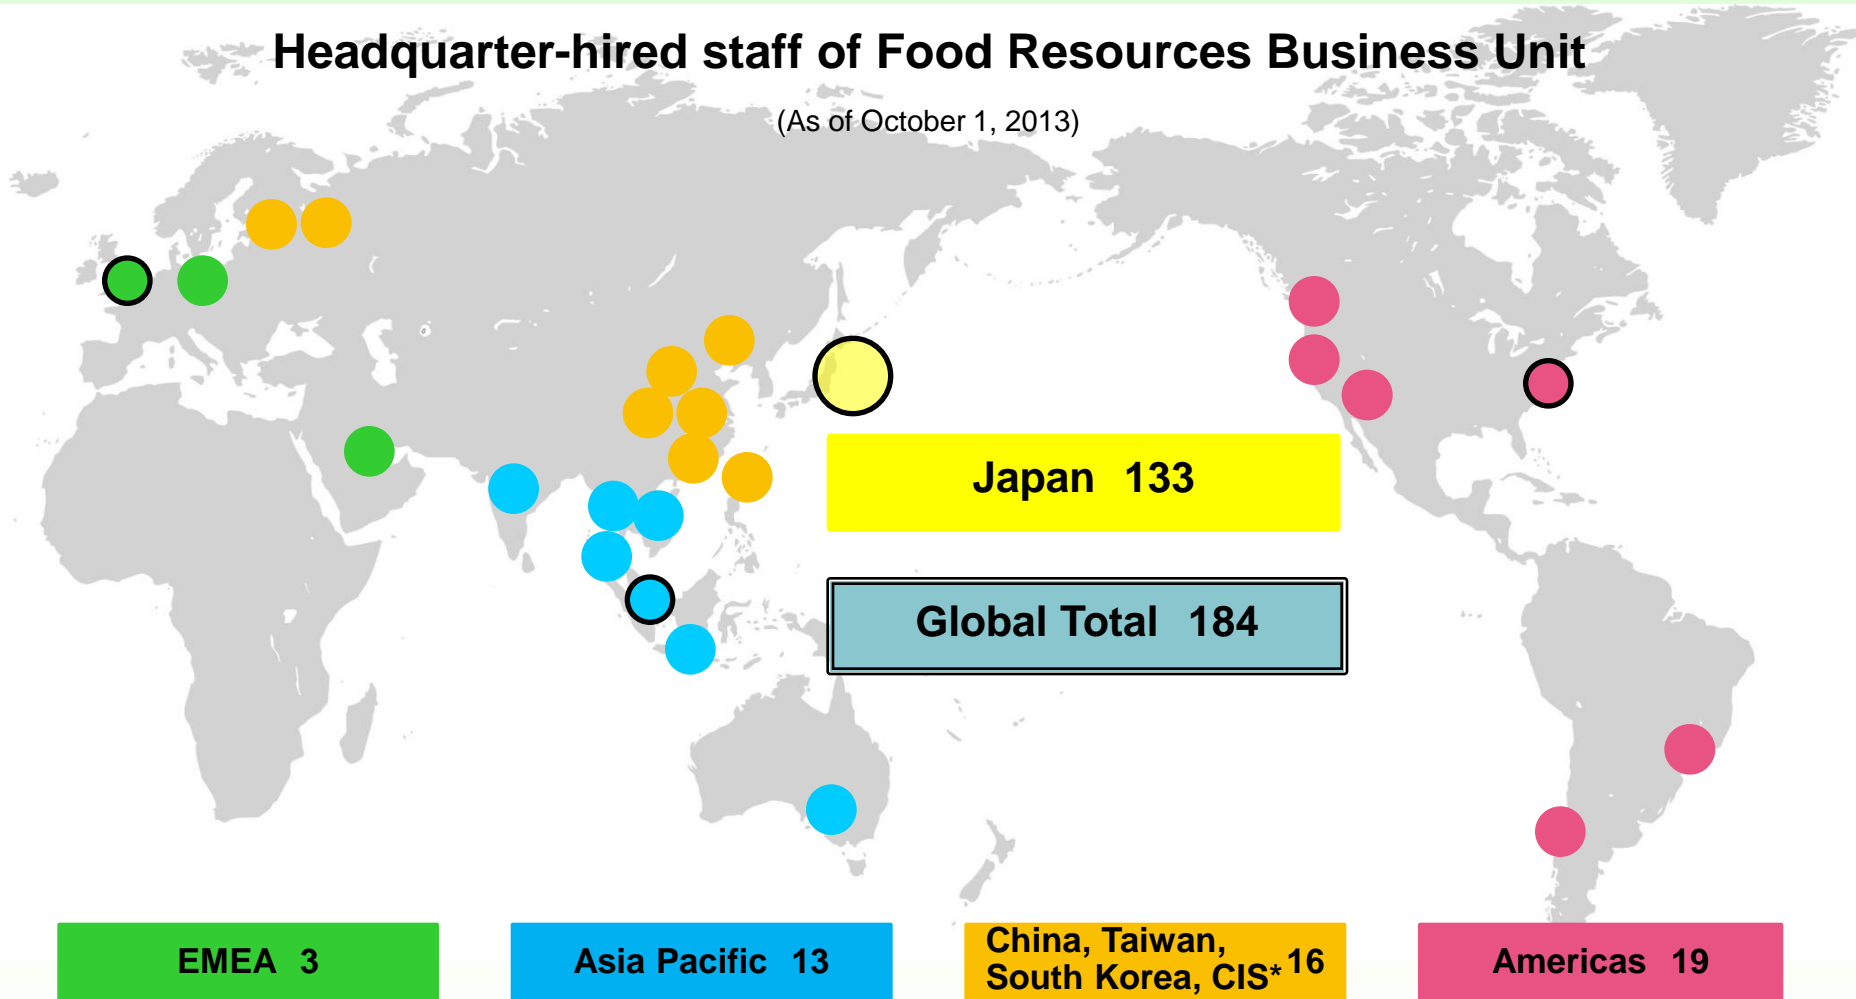 Headquarter-hired staff of Food Resources Business Unit
(As of October 1, 2013)
Japan 133
Global Total 184
EMEA 3
Asia Pacific 13
China, Taiwan,
South Korea, CIS* 16
Americas 19